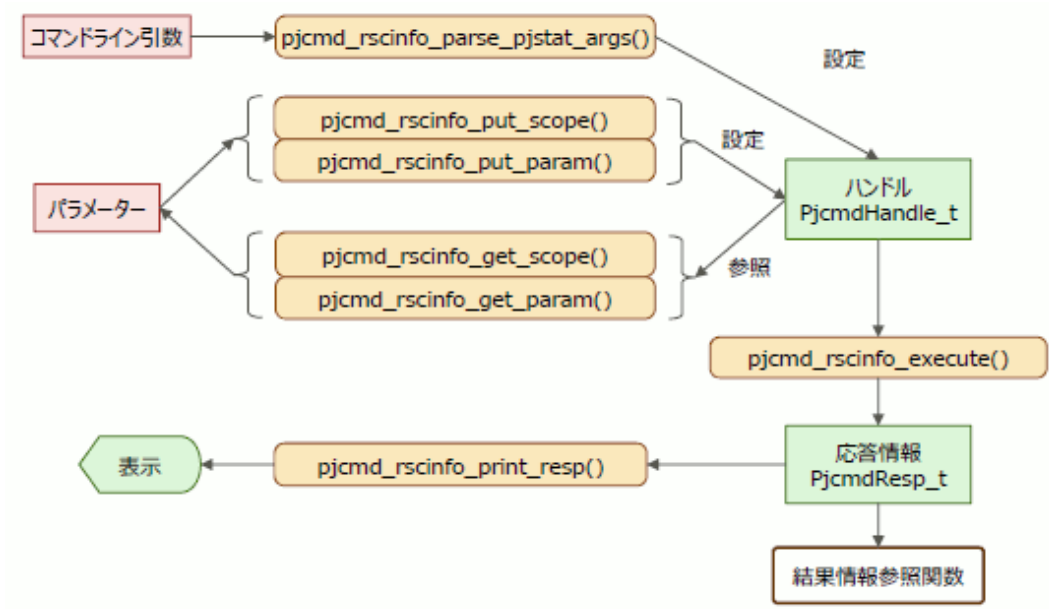 コマンドライン引数
pjcmd_rscinfo_parse_pjstat_args()
設定
pjcmd_rscinfo_put_scope()
pjcmd_rscinfo_put_param()
設定
パラメーター
ハンドル
PjcmdHandle_t
pjcmd_rscinfo_get_scope()
pjcmd_rscinfo_get_param()
参照
pjcmd_rscinfo_execute()
表示
pjcmd_rscinfo_print_resp()
応答情報
PjcmdResp_t
結果情報参照関数